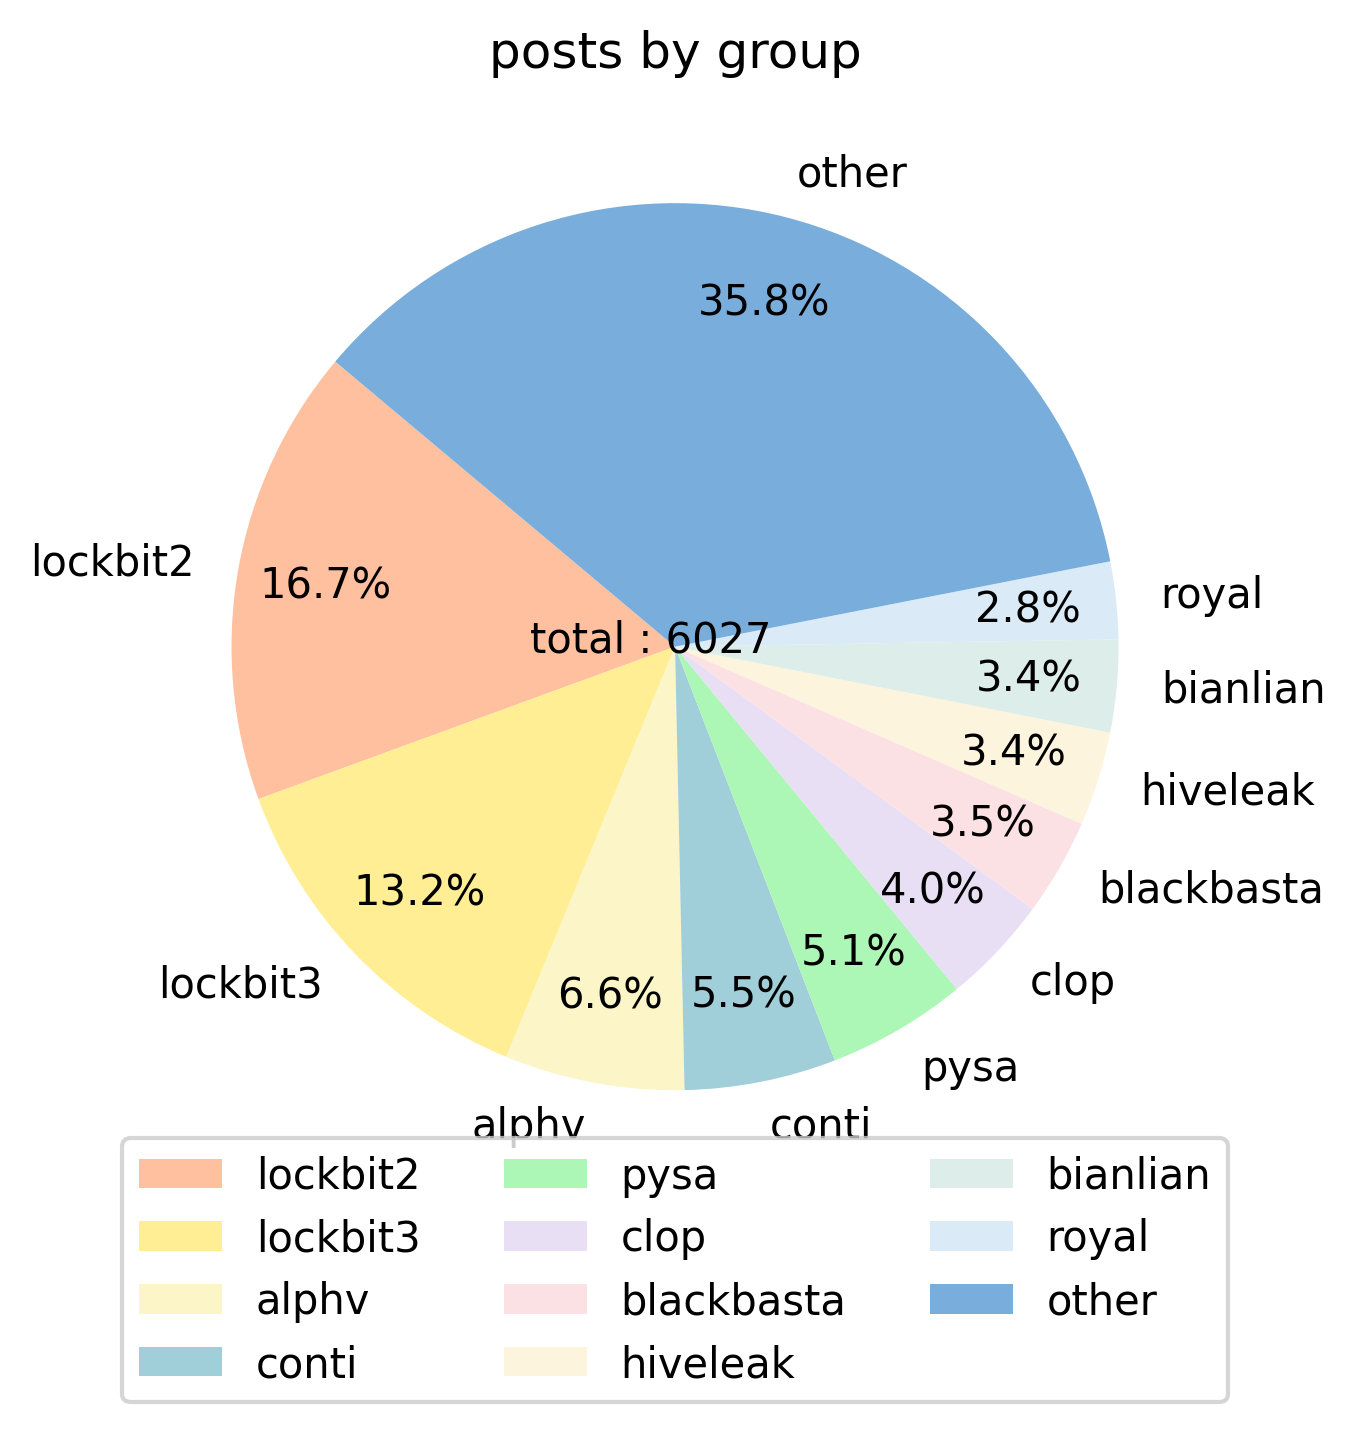 posts by group
other
35.8%
lockbit2
16.7%
royal
2.8%
total : 6027
bianlian
3.4%
hiveleak
3.4%
blackbasta
3.5%
clop
4.0%
lockbit3
13.2%
pysa
5.1%
alphv
6.6%
conti
5.5%
lockbit2
lockbit3
alphv
conti
pysa
clop
blackbasta
hiveleak
bianlian
royal
other